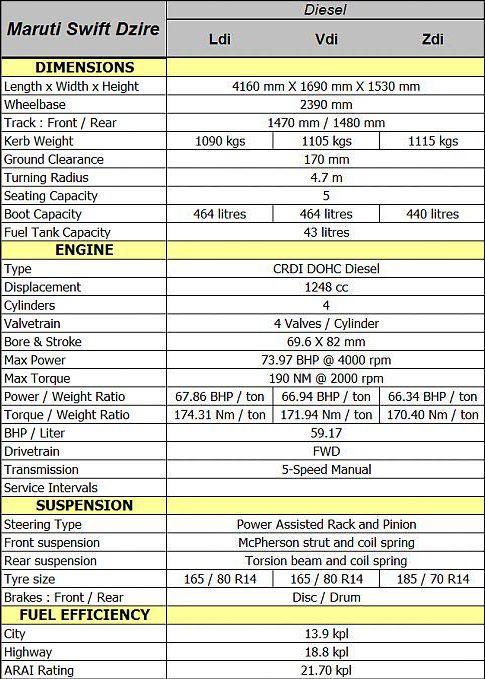 Maruti Swift Dzire Diesel
Ldi Vdi Zdi
DIMENSIONS
Length x Width x Height 4160 mm X 1690 mm X 1530 mm
Wheelbase 2390 mm
Track : Front / Rear 1470 mm / 1480 mm
Kerb Weight 1090 kgs 1105 kgs 1115 kgs
Ground Clearance 170 mm
Turning Radius 4.7 m
Seating Capacity 5
Boot Capacity 464 litres 464 litres 440 litres
Fuel Tank Capacity 43 litres
ENGINE
Type CRDI DOHC Diesel
Displacement 1248 cc
Cylinders 4
Valvetrain 4 Valves / Cylinder
Bore & Stroke 69.6 X 82 mm
Max Power 73.97 BHP @ 4000 rpm
Max Torque 190 NM @ 2000 rpm
Power / Weight Ratio 67.86 BHP / ton 66.94 BHP / ton 66.34 BHP / ton
Torque / Weight Ratio 174.31 Nm / ton 171.94 Nm / ton 170.40 Nm / ton
BHP / Liter 59.17
Drivetrain FWD
Transmission 5-Speed Manual
Service Intervals
SUSPENSION
Steering Type Power Assisted Rack and Pinion
Front suspension McPherson strut and coil spring
Rear suspension Torsion beam and coil spring
Tyre size 165 / 80 R14 165 / 80 R14 185 / 70 R14
Brakes : Front / Rear Disc / Drum
FUEL EFFICIENCY
City 13.9 kpl
Highway 18.8 kpl
ARAI Rating 21.70 kpl